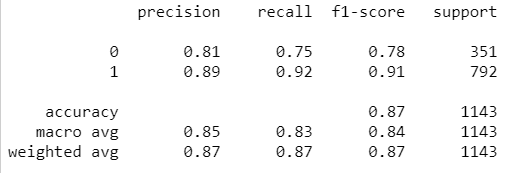 precision recall f1-score support
0 0.81 0.75 0.78 351
1 0.89 0.92 0.91 792
accuracy 0.87 1143
macro avg 0.85 0.83 0.84 1143
weighted avg 0.87 0.87 0.87 1143